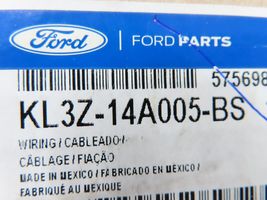 Ford FORD PARTS
575698
KL3Z-14A005-BS
WIRING / CABLEADO /
CÂBLAGE / FIAÇÃO
MADE IN MEXICO / FABRICADO EN MÉXICO /
FABRIQUÉ AU MEXIQUE